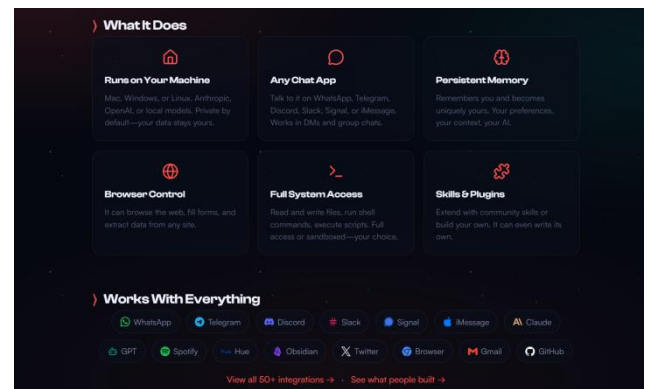 What It Does
Runs on Your Machine
Mac, Windows, or Linux. Anthropic,
OpenAI, or local models. Private by
default—your data stays yours.
Any Chat App
Talk to it on WhatsApp, Telegram,
Discord, Slack, Signal, or iMessage.
Works in DMs and group chats.
Persistent Memory
Remembers you and becomes
uniquely yours. Your preferences,
your context, your AI.
Browser Control
It can browse the web, fill forms, and
extract data from any site.
Full System Access
Read and write files, run shell
commands, execute scripts. Full
access or sandboxed—your choice.
Skills & Plugins
Extend with community skills or
build your own. It can even write its
own.
Works With Everything
WhatsApp Telegram Discord Slack Signal iMessage Claude
GPT Spotify hue Hue Obsidian Twitter Browser Gmail GitHub
View all 50+ integrations → · See what people built →